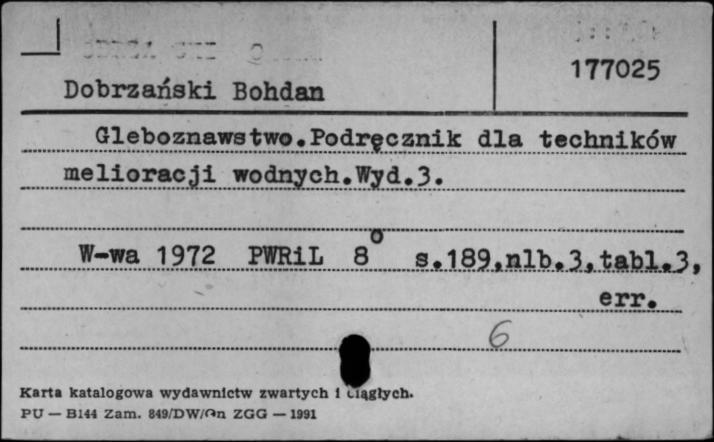 177025
Dobrzański Bohdan
Gleboznawstwo.Podręcznik dla techników
melioracji wodnych.Wyd.3.
W-wa 1972 PWRiL 8° s.189,nlb.3,tabl.3,
err.
6
Karta katalogowa wydawnictw zwartych i ciągłych.
PU — B144 Zam. 849/DW/On ZGG — 1991